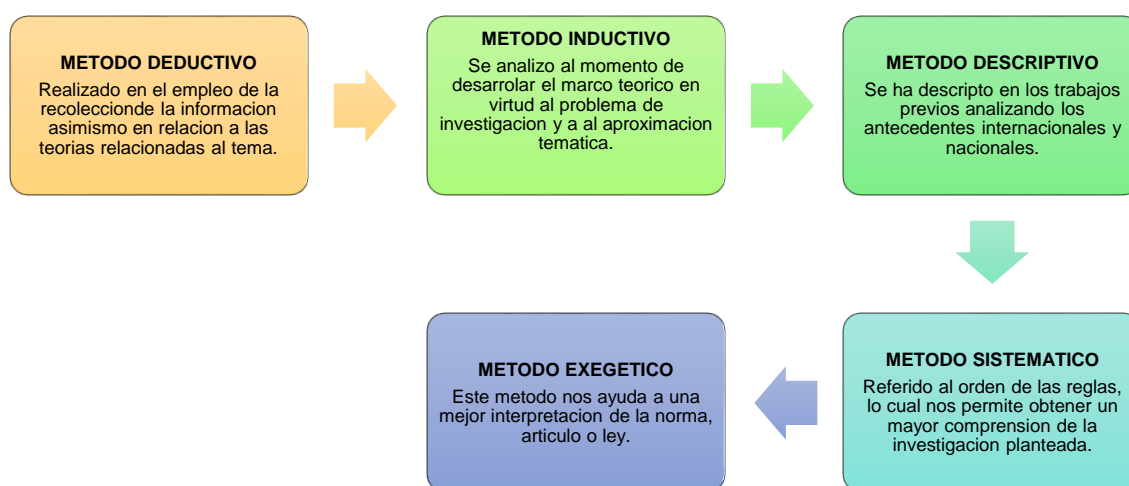 METODO DEDUCTIVO
Realizado en el empleo de la
recoleccionde la informacion
asimismo en relacion a las
teorias relacionadas al tema.
METODO INDUCTIVO
Se analizo al momento de
desarrolar el marco teorico en
virtud al problema de
investigacion y a al aproximacion
tematica.
METODO DESCRIPTIVO
Se ha descripto en los trabajos
previos analizando los
antecedentes internacionales y
nacionales.
METODO SISTEMATICO
Referido al orden de las reglas,
lo cual nos permite obtener un
mayor comprension de la
investigacion planteada.
METODO EXEGETICO
Este metodo nos ayuda a una
mejor interpretacion de la norma,
articulo o ley.